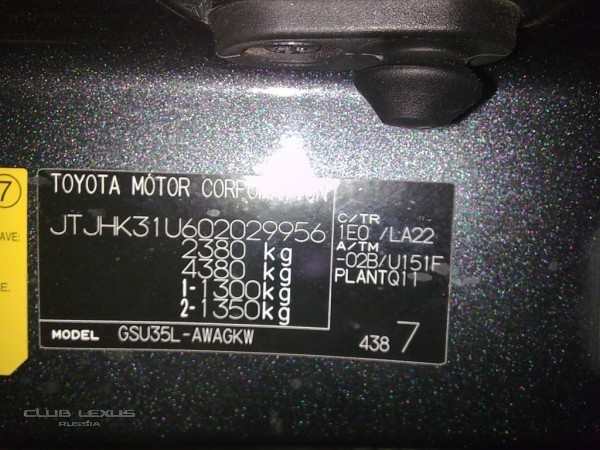 7
AVE:
E.
TOYOTA MOTOR CORPORATION
JTJHK31U602029956
2380 kg
4380 kg
1-1300kg
2-1350kg
C/TR
1E0 /LA22
A/TM
-02B/U151F
PLANTQ11
MODEL GSU35L-AWAGKW
438 7
CLUB LEXUS
RUSSIA